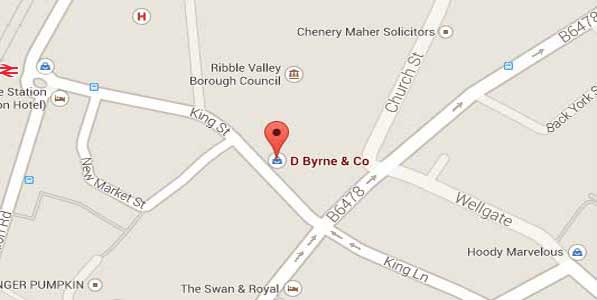 H
Chenery Maher Solicitors
B6478
Ribble Valley
Borough Council
Church St
e Station
on Hotel)
King St
Back York S
D Byrne & Co
New Market St
B6478
Wellgate
on Rd
Hoody Marvelous
King Ln
NGER PUMPKIN
The Swan & Royal